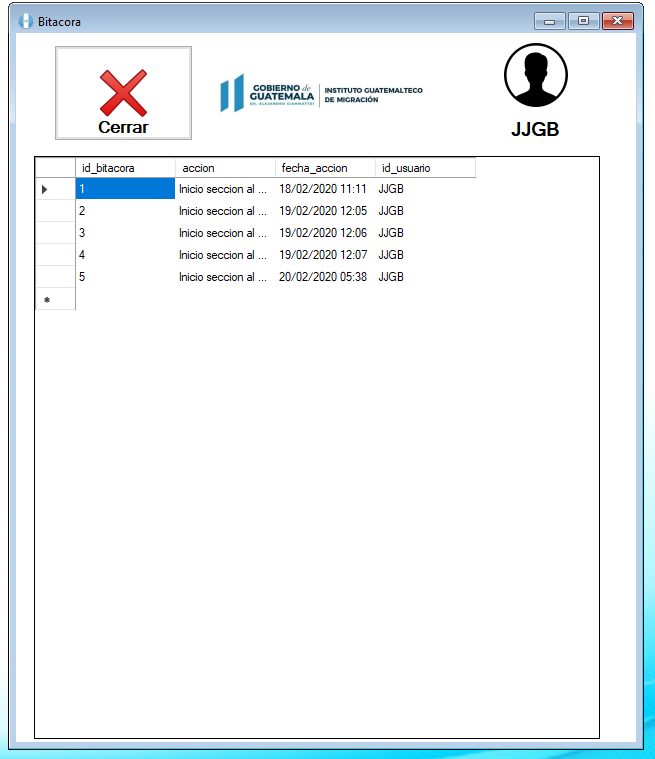 Bitacora
Cerrar
GOBIERNO de
GUATEMALA
DR. ALEJANDRO GIAMMATTEI
INSTITUTO GUATEMALTECO
DE MIGRACIÓN
JJGB
id_bitacora accion fecha_accion id_usuario
1 Inicio seccion al ... 18/02/2020 11:11 JJGB
2 Inicio seccion al ... 19/02/2020 12:05 JJGB
3 Inicio seccion al ... 19/02/2020 12:06 JJGB
4 Inicio seccion al ... 19/02/2020 12:07 JJGB
5 Inicio seccion al ... 20/02/2020 05:38 JJGB